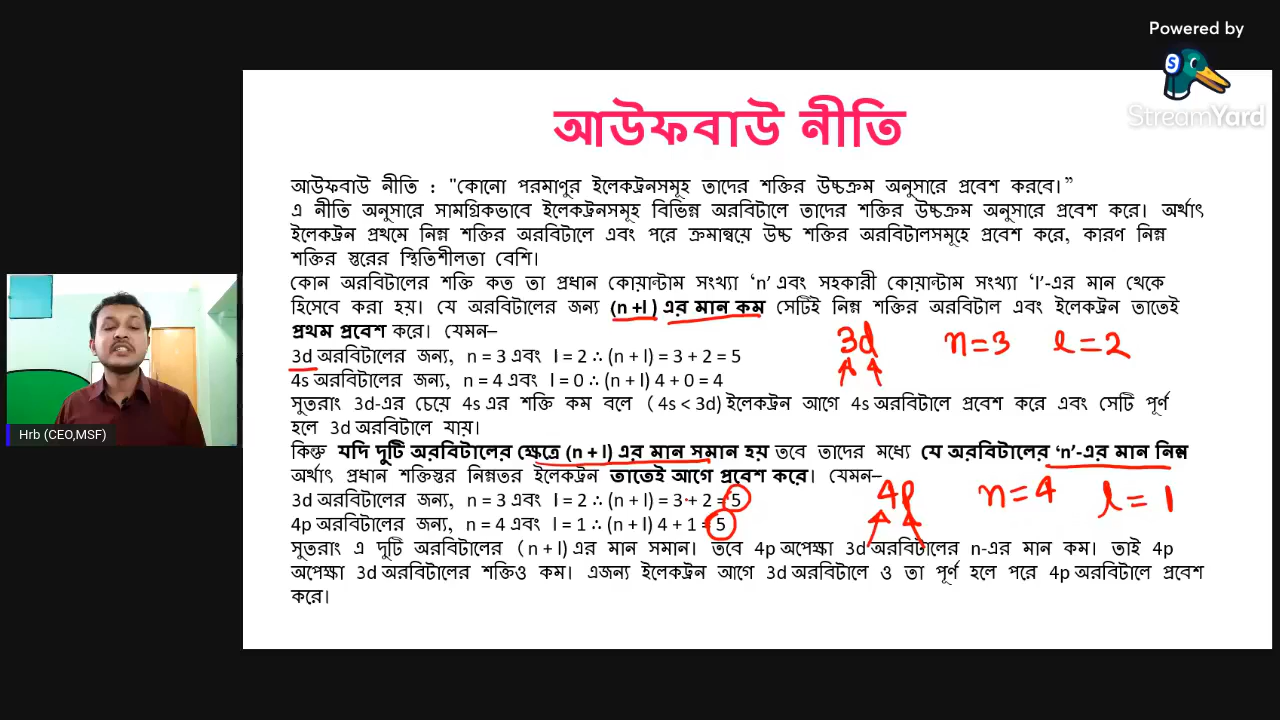 Powered by
StreamYard
আউফবাউ নীতি
আউফবাউ নীতি : "কোনো পরমাণুর ইলেকট্রনসমূহ তাদের শক্তির উচ্চক্রম অনুসারে প্রবেশ করবে।”
এ নীতি অনুসারে সামগ্রিকভাবে ইলেকট্রনসমূহ বিভিন্ন অরবিটালে তাদের শক্তির উচ্চক্রম অনুসারে প্রবেশ করে। অর্থাৎ
ইলেকট্রন প্রথমে নিম্ন শক্তির অরবিটালে এবং পরে ক্রমান্বয়ে উচ্চ শক্তির অরবিটালসমূহে প্রবেশ করে, কারণ নিম্ন
শক্তির স্তরের স্থিতিশীলতা বেশি।
কোন অরবিটালের শক্তি কত তা প্রধান কোয়ান্টাম সংখ্যা ‘n’ এবং সহকারী কোয়ান্টাম সংখ্যা ‘l’-এর মান থেকে
হিসেবে করা হয়। যে অরবিটালের জন্য (n +l ) এর মান কম সেটিই নিম্ন শক্তির অরবিটাল এবং ইলেকট্রন তাতেই
প্রথম প্রবেশ করে। যেমন–
3d n=3 l=2
3d অরবিটালের জন্য, n = 3 এবং l = 2 ∴ (n + l) = 3 + 2 = 5
4s অরবিটালের জন্য, n = 4 এবং l = 0 ∴ (n + l) 4 + 0 = 4
সুতরাং 3d-এর চেয়ে 4s এর শক্তি কম বলে ( 4s < 3d) ইলেকট্রন আগে 4s অরবিটালে প্রবেশ করে এবং সেটি পূর্ণ
হলে 3d অরবিটালে যায়।
কিন্তু যদি দুটি অরবিটালের ক্ষেত্রে (n + l) এর মান সমান হয় তবে তাদের মধ্যে যে অরবিটালের ‘n’-এর মান নিম্ন
অর্থাৎ প্রধান শক্তিস্তর নিম্নতর ইলেকট্রন তাতেই আগে প্রবেশ করে। যেমন–
3d অরবিটালের জন্য, n = 3 এবং l = 2 ∴ (n + l) = 3 + 2 = 5
4p n=4 l=1
4p অরবিটালের জন্য, n = 4 এবং l = 1 ∴ (n + l) 4 + 1 = 5
সুতরাং এ দুটি অরবিটালের ( n + l) এর মান সমান। তবে 4p অপেক্ষা 3d অরবিটালের n-এর মান কম। তাই 4p
অপেক্ষা 3d অরবিটালের শক্তিও কম। এজন্য ইলেকট্রন আগে 3d অরবিটালে ও তা পূর্ণ হলে পরে 4p অরবিটালে প্রবেশ
করে।
Hrb (CEO,MSF)